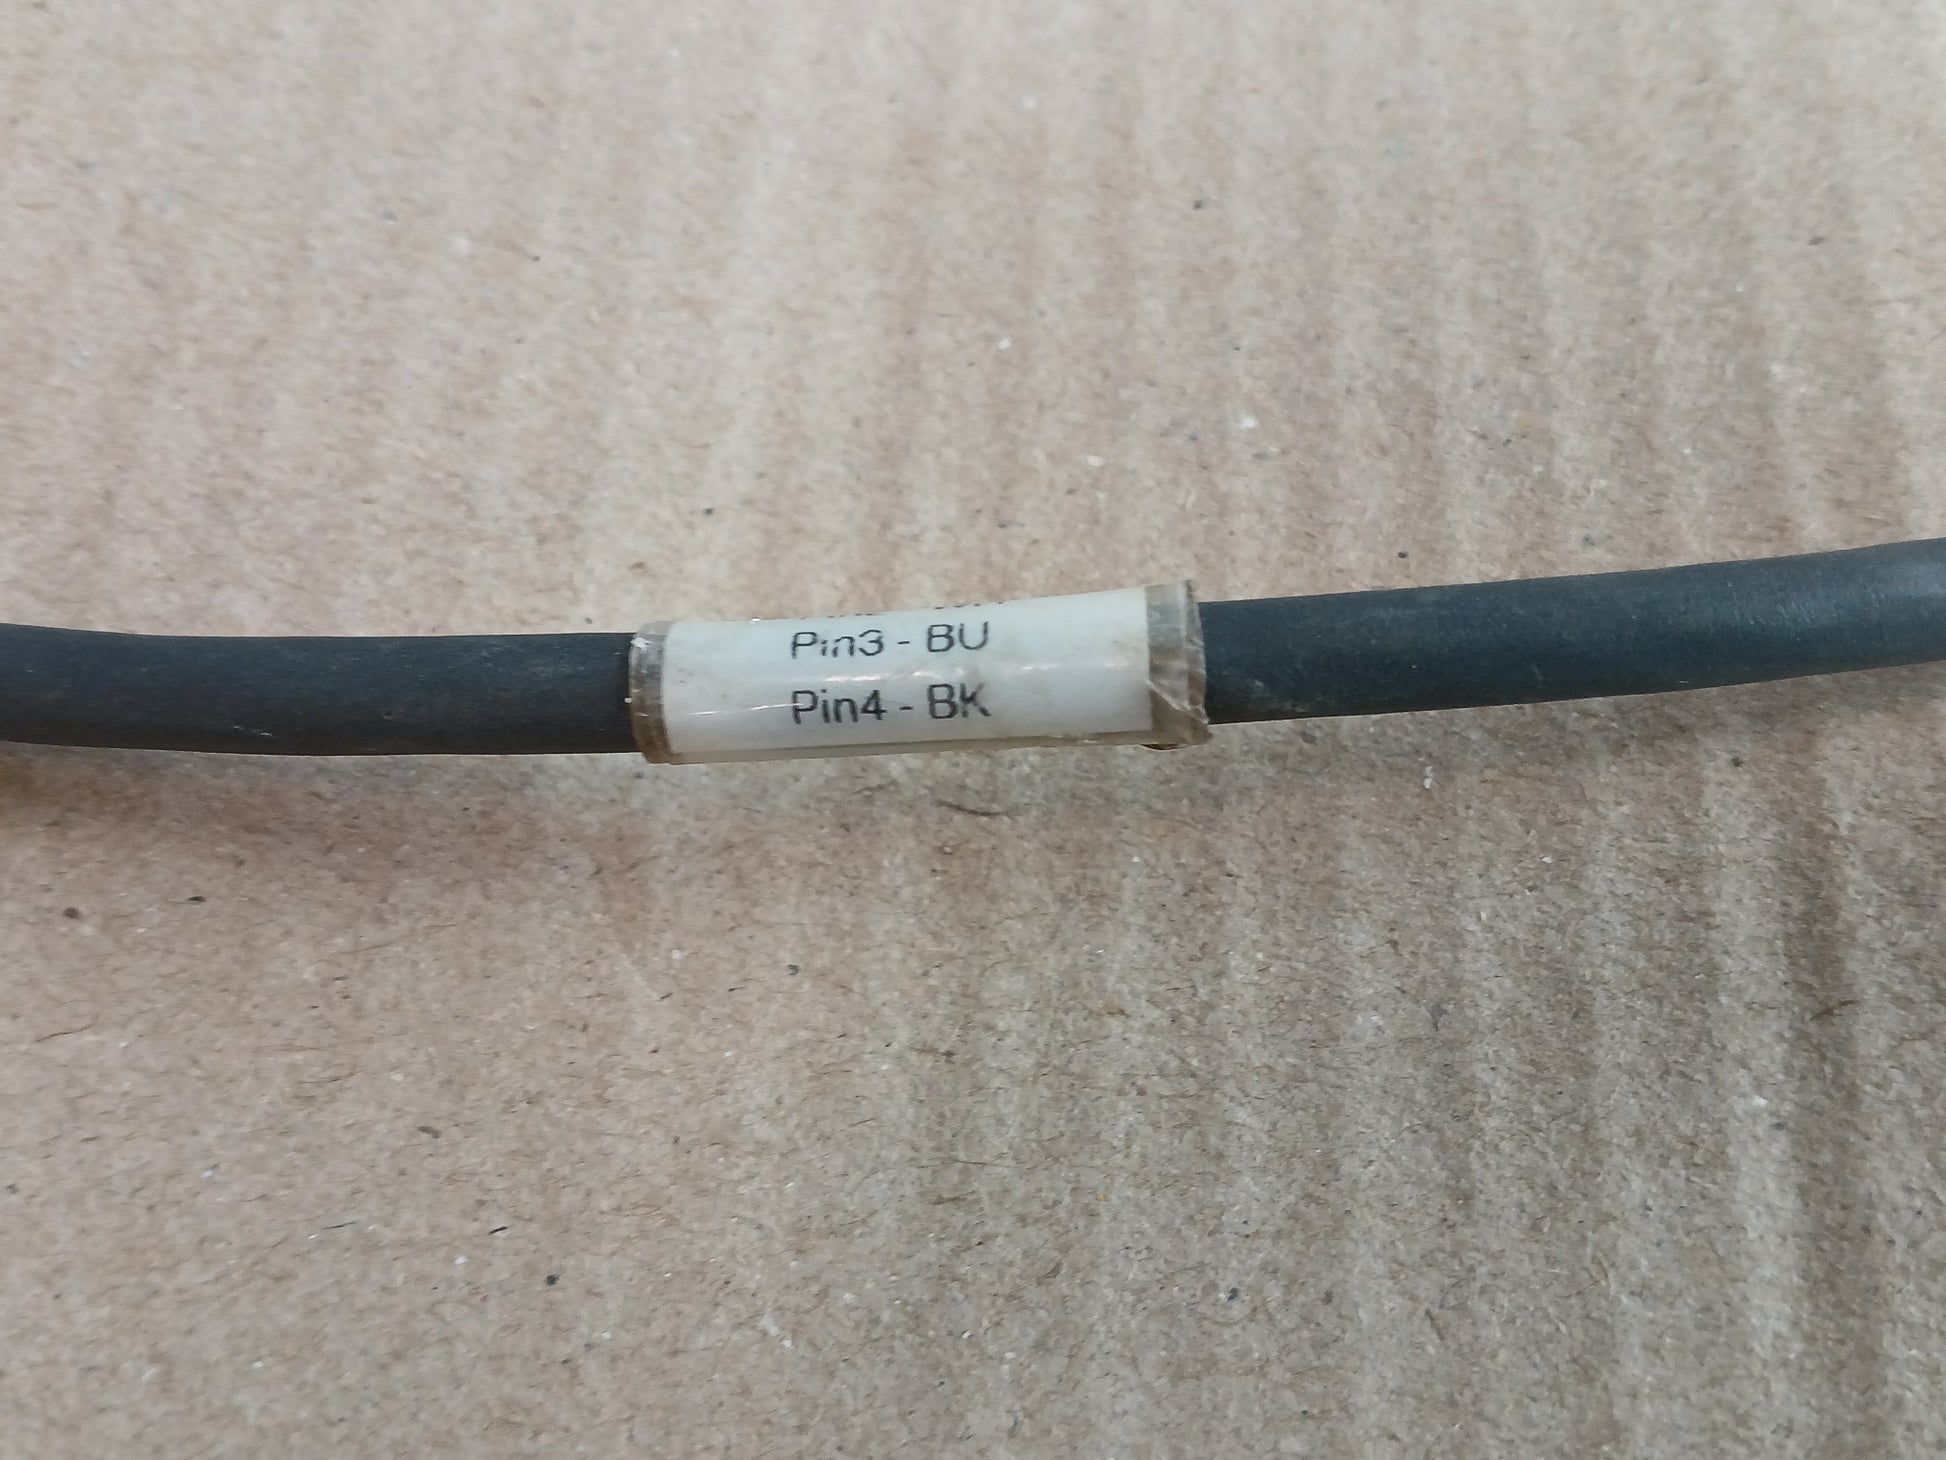 Pin3 - BU
Pin4 - BK